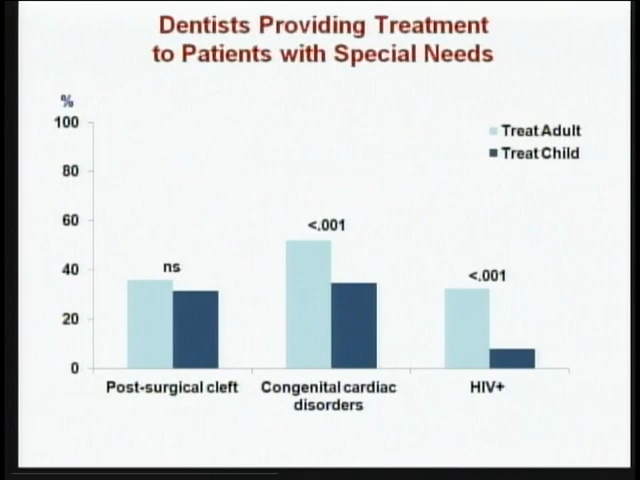 Dentists Providing Treatment
to Patients with Special Needs
%
100
80
60
40
20
0
Treat Adult
Treat Child
ns
<.001
<.001
Post-surgical cleft
Congenital cardiac
disorders
HIV+